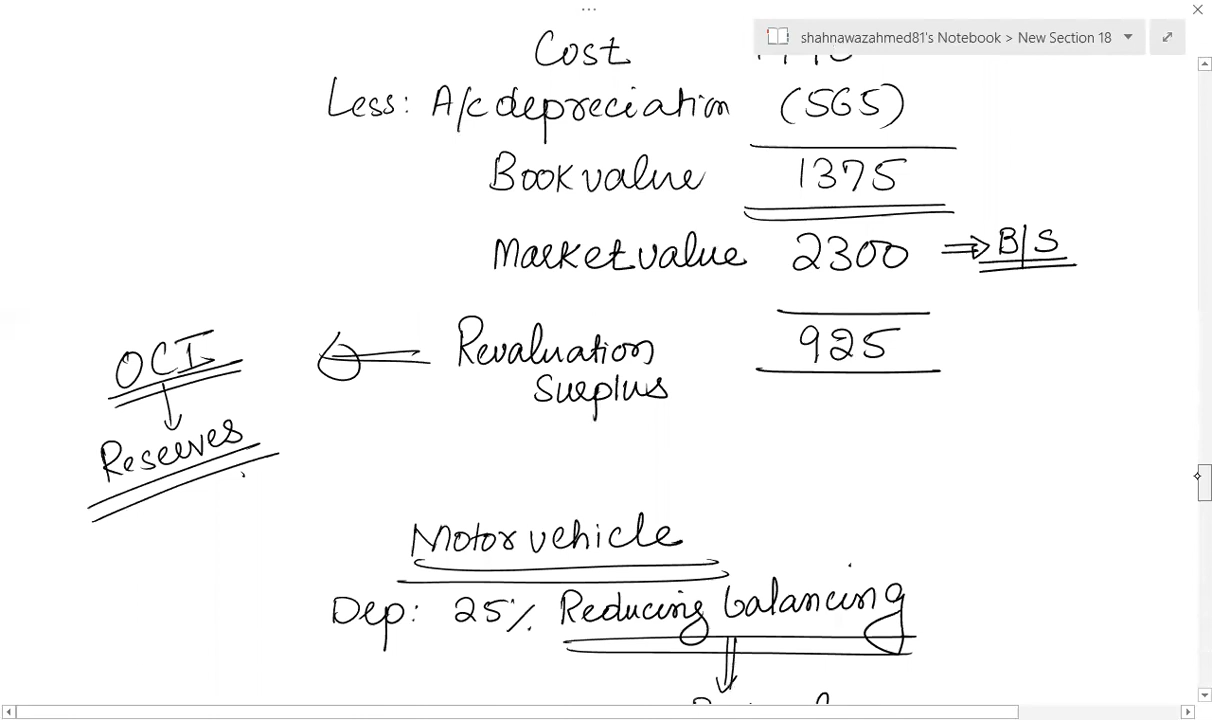 shahnawazahmed81's Notebook > New Section 18
Cost
Less: A/c depreciation (565)
Book value 1375
Market value 2300 ⇒ B/S
Revaluation 925
Surplus
OCI
Reserves
Motor vehicle
Dep: 25% Reducing balancing